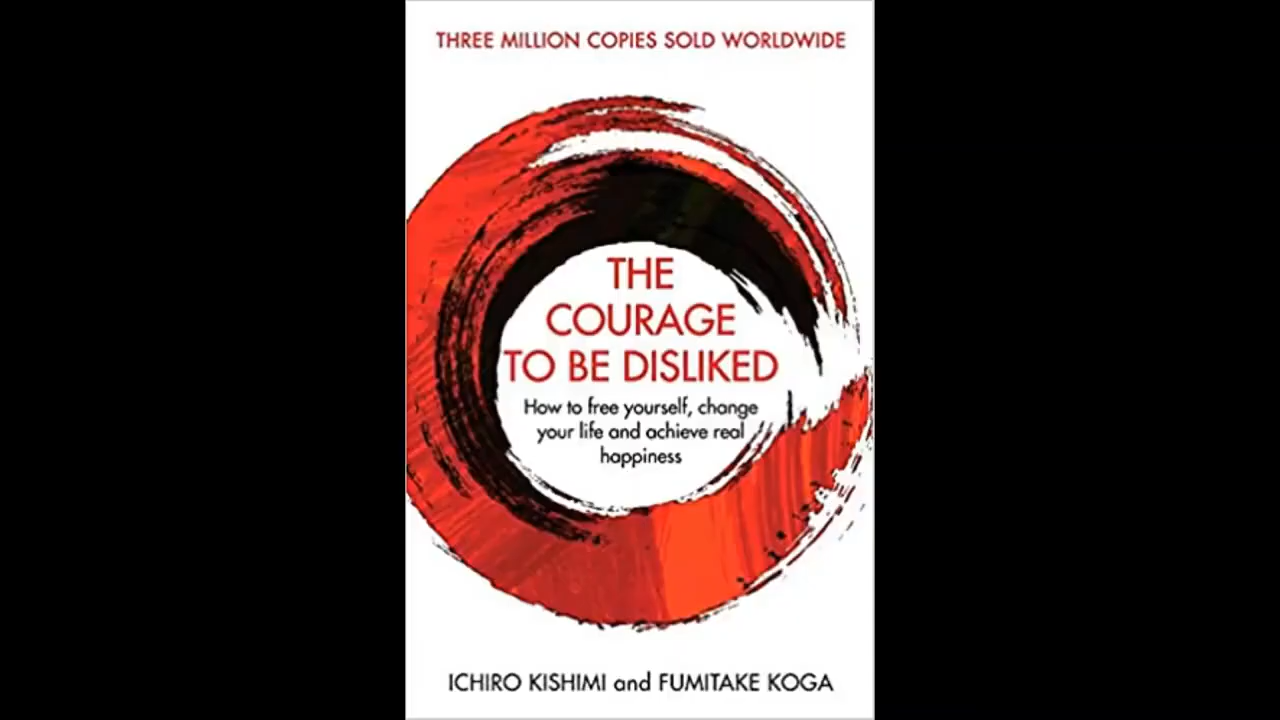 THREE MILLION COPIES SOLD WORLDWIDE
THE
COURAGE
TO BE DISLIKED
How to free yourself, change
your life and achieve real
happiness
ICHIRO KISHIMI and FUMITAKE KOGA